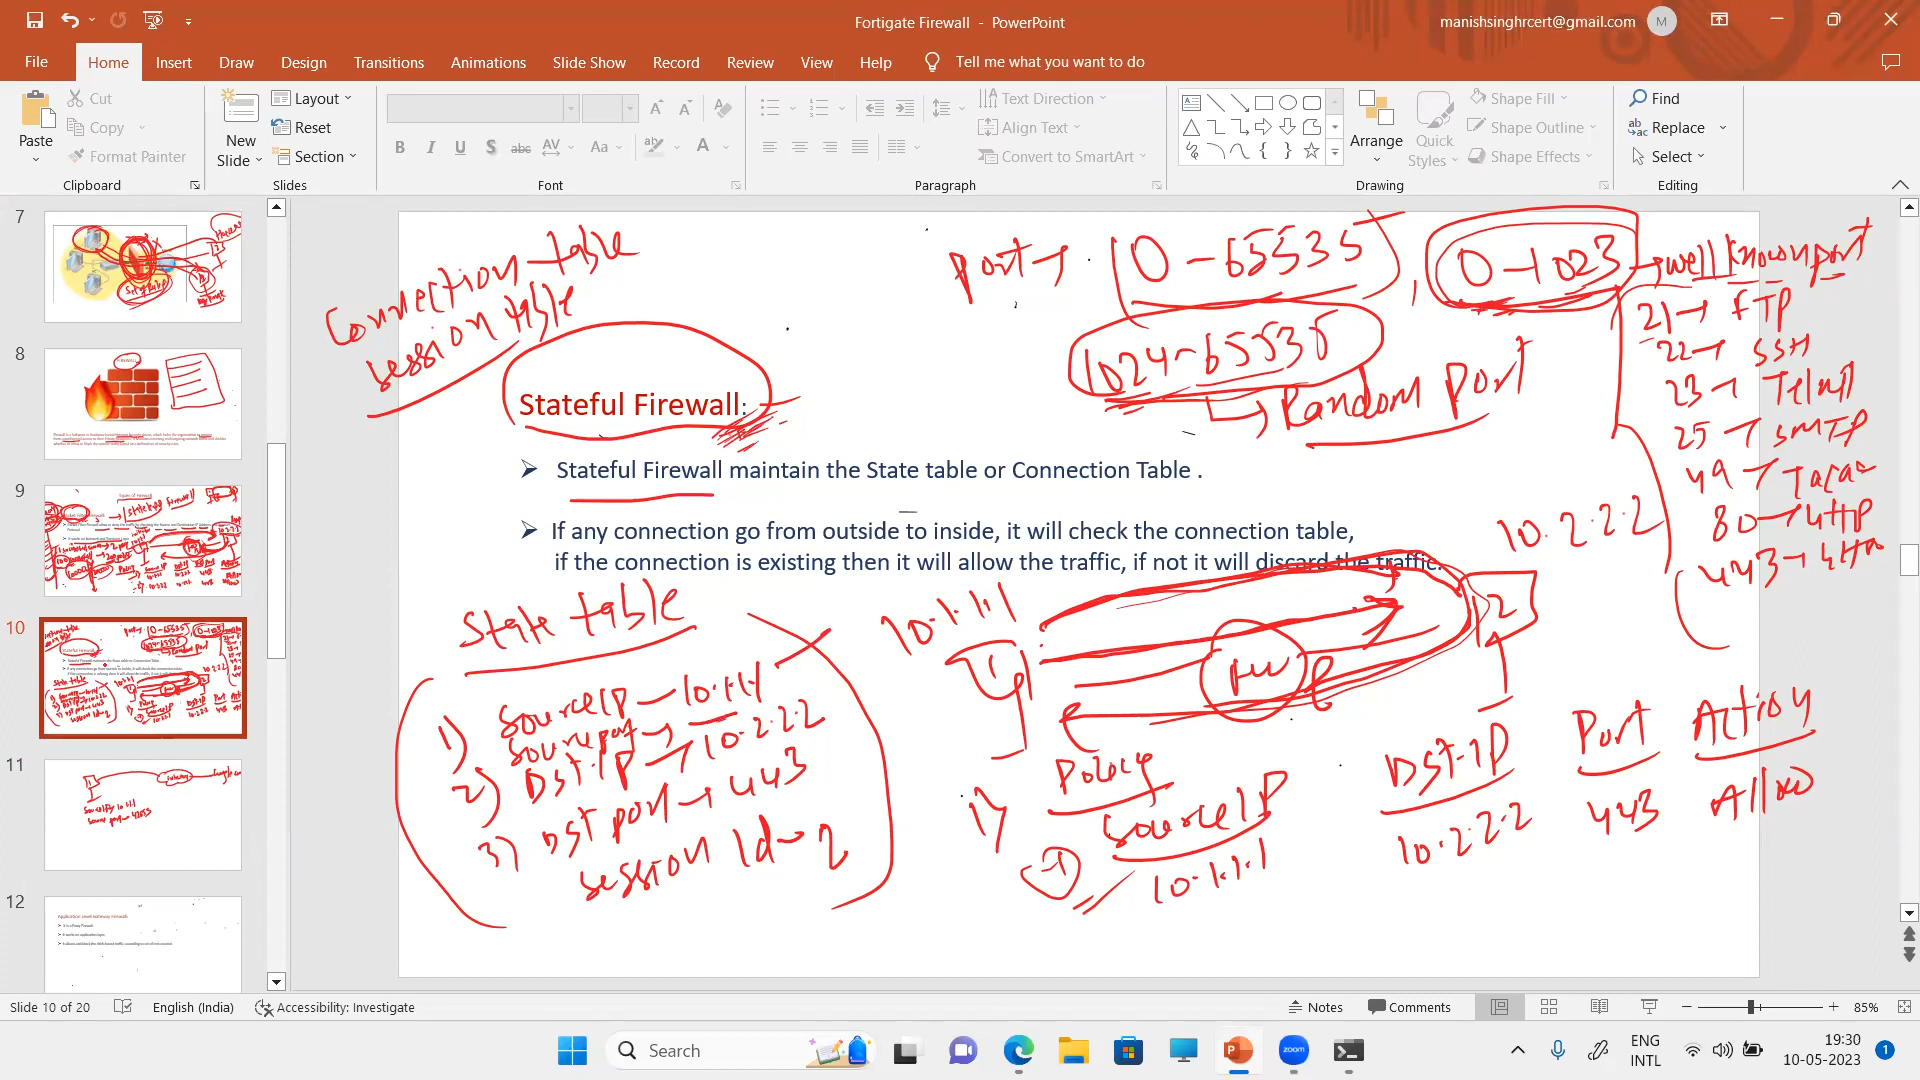 Fortigate Firewall - PowerPoint
manishsinghrcert@gmail.com
M
File
Home
Insert
Draw
Design
Transitions
Animations
Slide Show
Record
Review
View
Help
Tell me what you want to do
Paste
Cut
Copy
Format Painter
Clipboard
New Slide
Layout
Reset
Section
Slides
Font
Text Direction
Align Text
Convert to SmartArt
Paragraph
Arrange
Quick Styles
Shape Fill
Shape Outline
Shape Effects
Drawing
Find
Replace
Select
Editing
7
8
9
10
11
12
Connection table
session table
Port → (0 - 65535), 0 - 1023 → well known port
1024 - 65535
Random Port
21 → FTP
22 → SSH
23 →
25 → SMTP
49 →
80 →
443 →
Stateful Firewall:
➤ Stateful Firewall maintain the State table or Connection Table .
➤ If any connection go from outside to inside, it will check the connection table,
if the connection is existing then it will allow the traffic, if not it will discard the traffic.
State table
1) Source IP - 10.1.1.1
2) Dst-IP → 10.2.2.2
3) Dst port → 443
session Id - 2
10.1.1.1
FW
2
10.2.2.2
Policy
Source IP
Dst-IP
Port
Action
10.1.1.1
10.2.2.2
443
Slide 10 of 20
English (India)
Accessibility: Investigate
Notes
Comments
85%
Search
zoom
ENG
INTL
19:30
10-05-2023
1